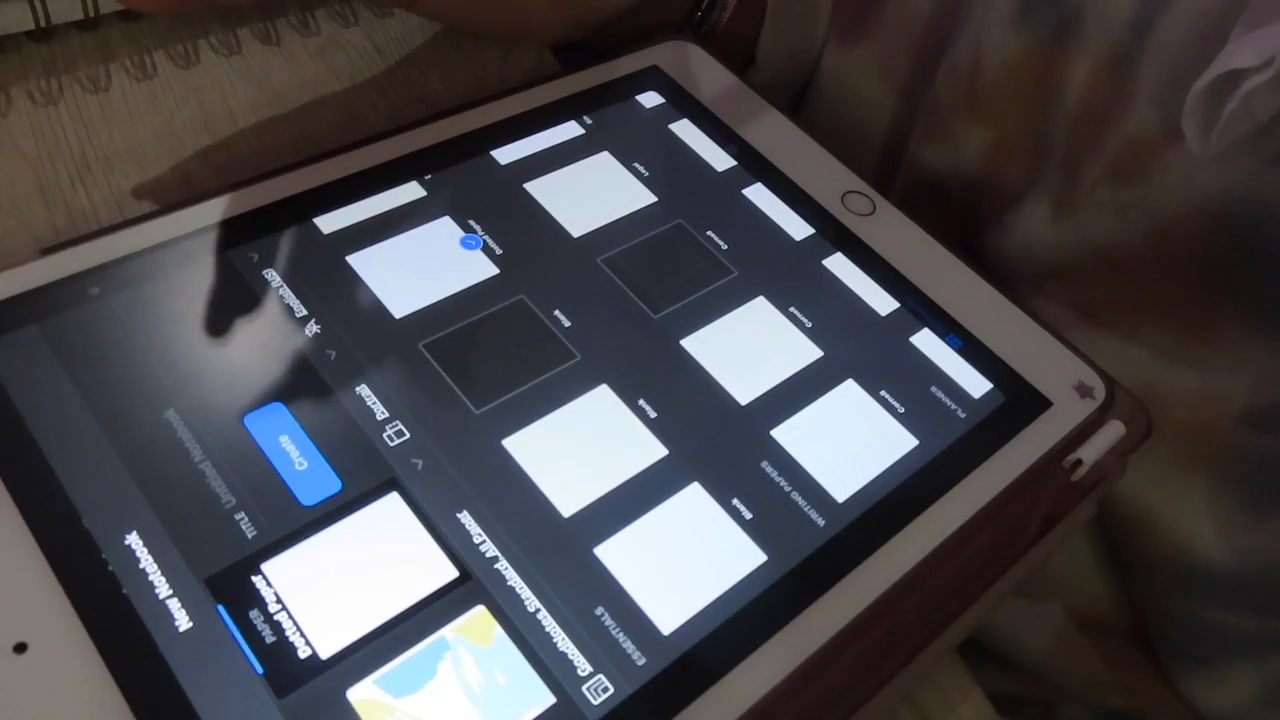 New Notebook
TITLE
Untitled Notebook
Create
PAPER
Dotted Paper
GoodNotes Standard, All Paper
Portrait
English (US)
ESSENTIALS
Blank
Blank
Blank
Dotted Paper
WRITING PAPERS
Cornell
Cornell
Cornell
Legal
PLANNER